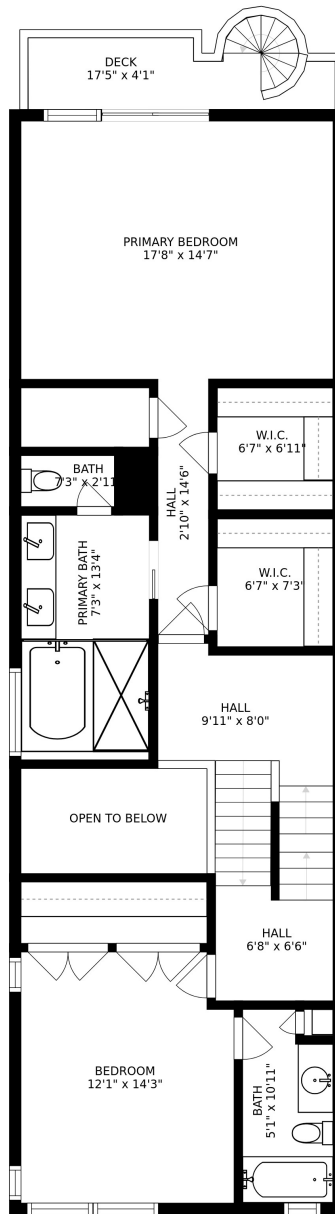 DECK
17'5" x 4'1"
PRIMARY BEDROOM
17'8" x 14'7"
W.I.C.
6'7" x 6'11"
BATH
7'3" x 2'11
HALL
2'10" x 14'6"
PRIMARY BATH
7'3" x 13'4"
W.I.C.
6'7" x 7'3"
HALL
9'11" x 8'0"
OPEN TO BELOW
HALL
6'8" x 6'6"
BEDROOM
12'1" x 14'3"
BATH
5'1" x 10'11"